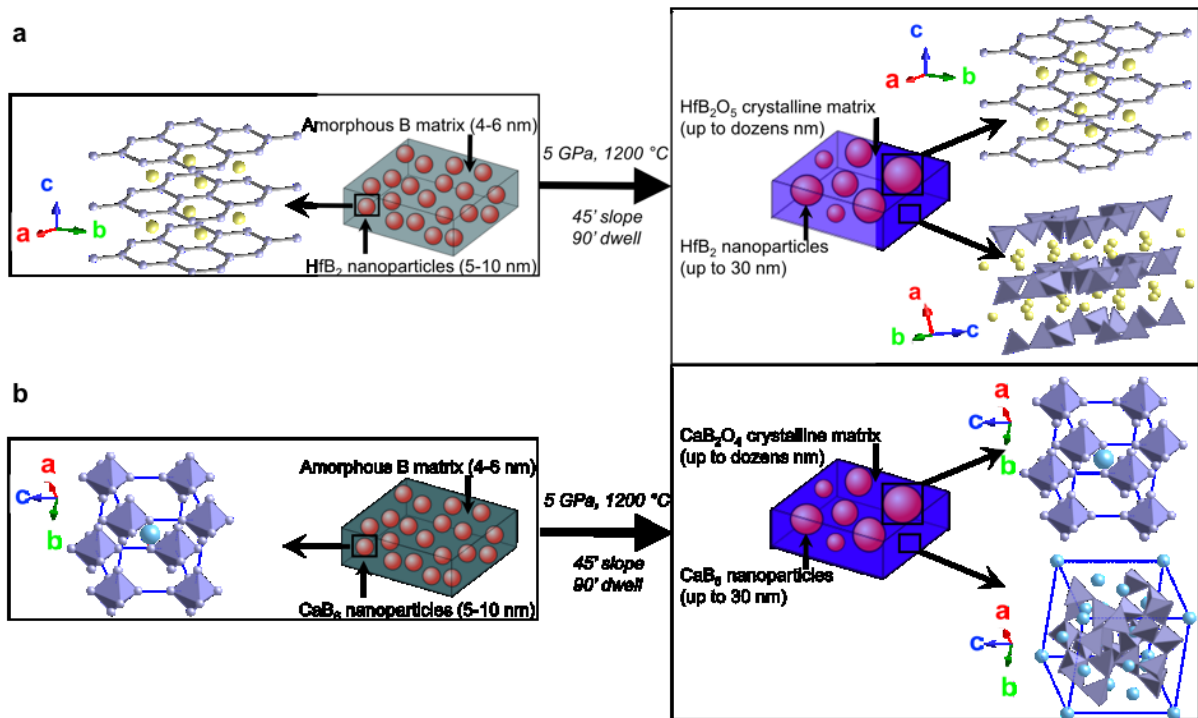 a
c
a
b
Amorphous B matrix (4-6 nm)
HfB₂ nanoparticles (5-10 nm)
5 GPa, 1200 °C
45' slope
90' dwell
c
a
b
HfB₂O₅ crystalline matrix
(up to dozens nm)
HfB₂ nanoparticles
(up to 30 nm)
a
b
c
b
a
c
b
Amorphous B matrix (4-6 nm)
CaB₆ nanoparticles (5-10 nm)
5 GPa, 1200 °C
45' slope
90' dwell
CaB₂O₄ crystalline matrix
(up to dozens nm)
CaB₆ nanoparticles
(up to 30 nm)
a
c
b
a
c
b